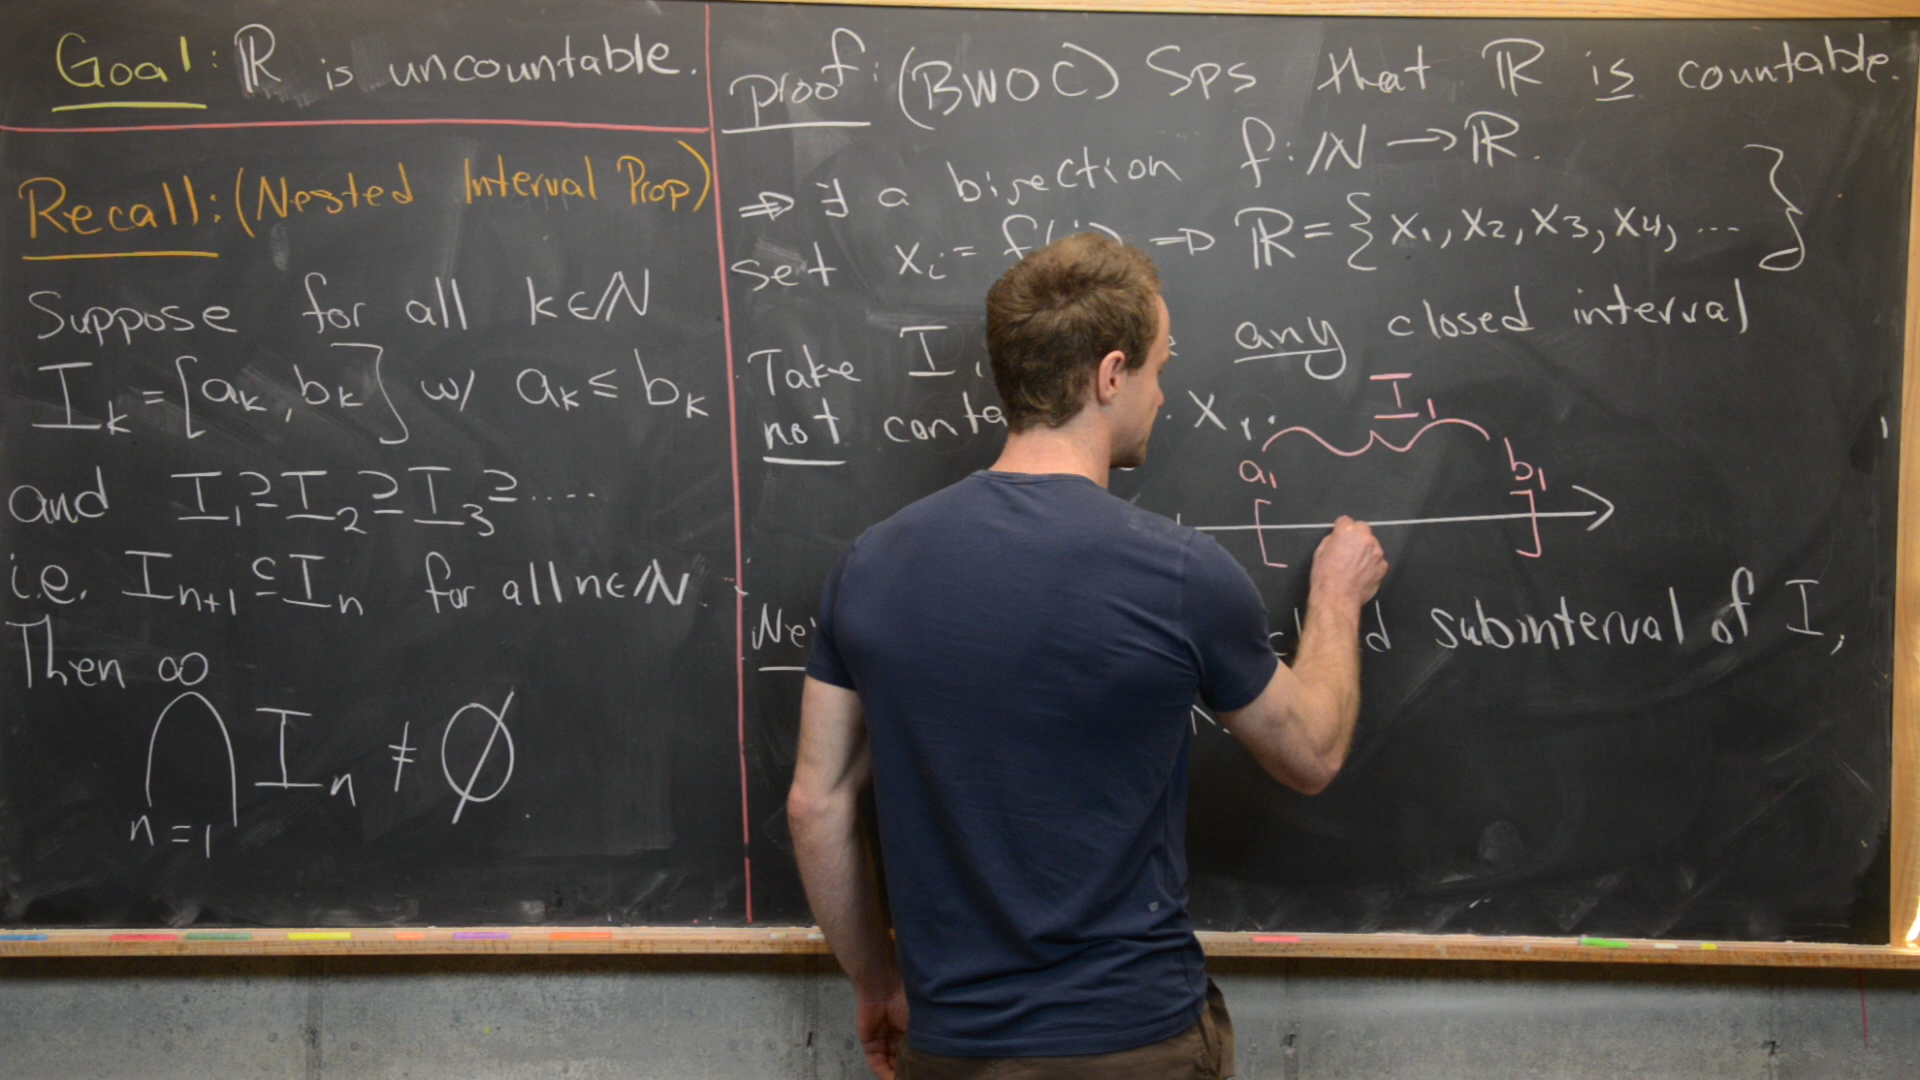 Goal: ℝ is uncountable.
Recall: (Nested Interval Prop)
Suppose for all k∈ℕ
I_k = [a_k, b_k] w/ a_k ≤ b_k
and I_1 ⊇ I_2 ⊇ I_3 ⊇ ....
i.e. I_{n+1} ⊆ I_n for all n∈ℕ.
Then
∞
⋂ I_n ≠ ∅.
n=1
Proof: (BWOC) Sps that ℝ is countable.
⇒ ∃ a bijection f: ℕ → ℝ.
set x_i = ⇒ ℝ = { x_1, x_2, x_3, x_4, ... }
Take I any closed interval
not x_1.
I_1
a_1 b_1
[ ]
subinterval of I_1